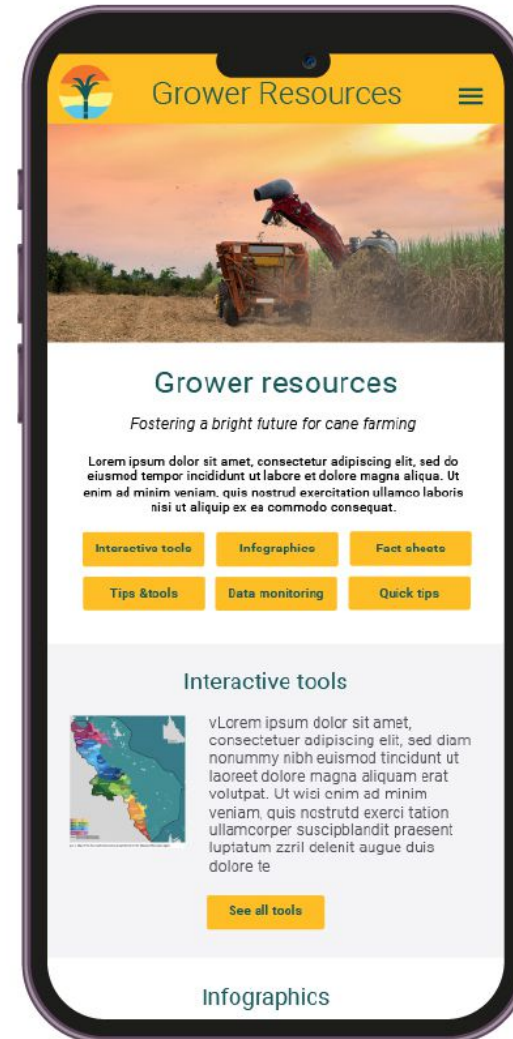 Grower Resources
Grower resources
Fostering a bright future for cane farming
Lorem ipsum dolor sit amet, consectetur adipiscing elit, sed do
eiusmod tempor incididunt ut labore et dolore magna aliqua. Ut
enim ad minim veniam, quis nostrud exercitation ullamco laboris
nisi ut aliquip ex ea commodo consequat.
Interactive tools
Infographics
Fact sheets
Tips &tools
Data monitoring
Quick tips
Interactive tools
vLorem ipsum dolor sit amet,
consectetuer adipiscing elit, sed diam
nonummy nibh euismod tincidunt ut
laoreet dolore magna aliquam erat
volutpat. Ut wisi enim ad minim
veniam, quis nostrutd exerci tation
ullamcorper suscipblandit praesent
luptatum zzril delenit augue duis
dolore te
See all tools
Infographics